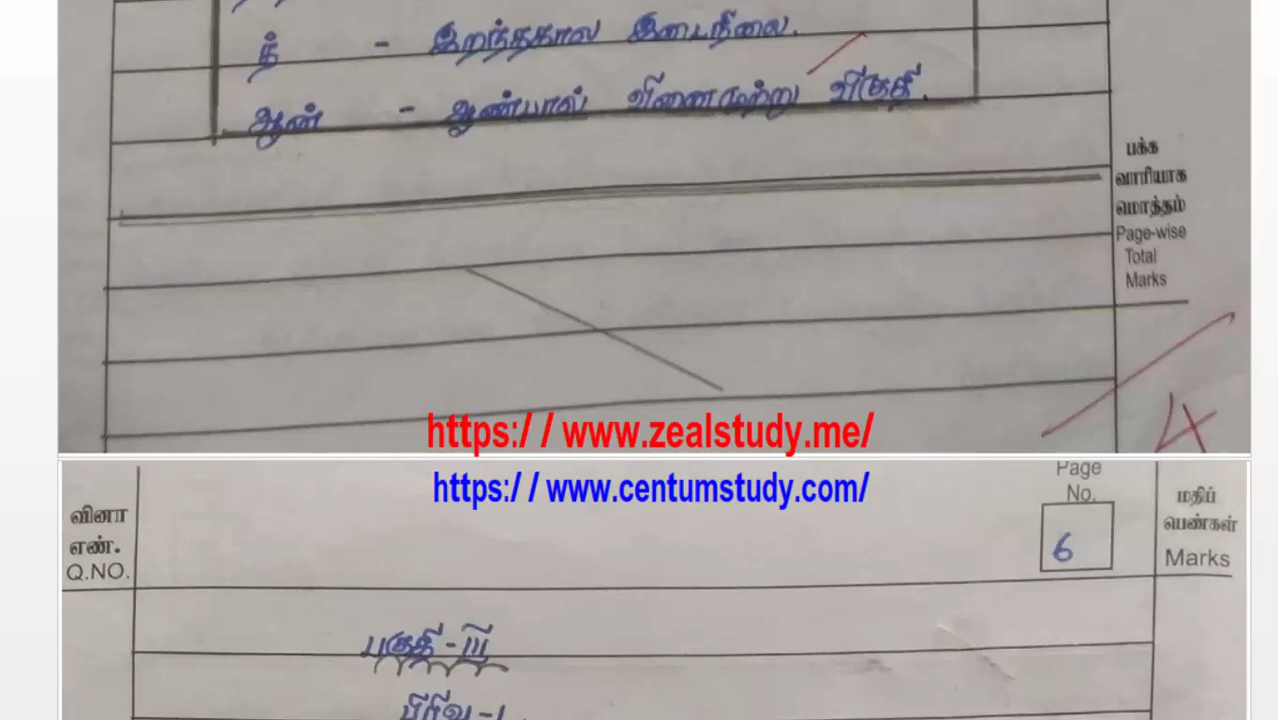 ந் - இறந்தகால இடைநிலை.
ஆன் - ஆண்பால் வினைமுற்று விகுதி.
பக்க
வாரியாக
மொத்தம்
Page-wise
Total
Marks
4
https:// www.zealstudy.me/
https:// www.centumstudy.com/
வினா
எண்.
Q.NO.
Page
No.
6
மதிப்
பெண்கள்
Marks
பகுதி - III
பிரிவு - 1